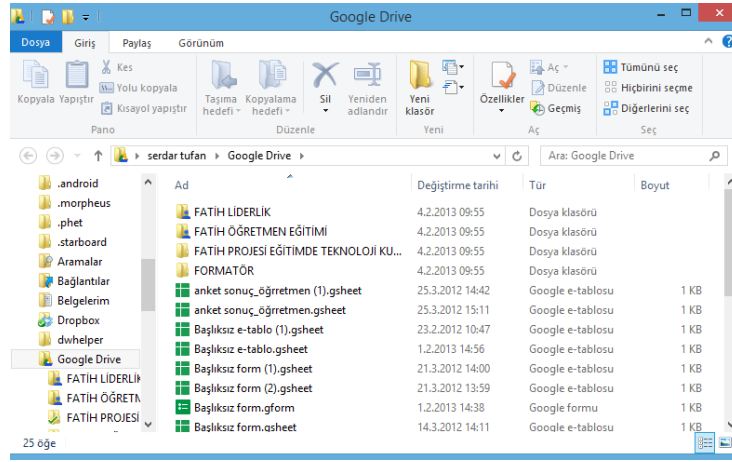 Google Drive
Dosya Giriş Paylaş Görünüm
Kopyala Yapıştır Kes
Yolu kopyala
Kısayol yapıştır
Pano
Taşıma hedefi Kopyalama hedefi Sil Yeniden adlandır
Düzenle
Yeni klasör
Yeni
Özellikler Aç
Düzenle
Geçmiş
Aç
Tümünü seç
Hiçbirini seçme
Diğerlerini seç
Seç
serdar tufan Google Drive Ara: Google Drive
.android
.morpheus
.phet
.starboard
Aramalar
Bağlantılar
Belgelerim
Dropbox
dwhelper
Google Drive
FATİH LİDERLİK
FATİH ÖĞRETN
FATİH PROJESİ
Ad Değiştirme tarihi Tür Boyut
FATİH LİDERLİK 4.2.2013 09:55 Dosya klasörü
FATİH ÖĞRETMEN EĞİTİMİ 4.2.2013 09:55 Dosya klasörü
FATİH PROJESİ EĞİTİMDE TEKNOLOJİ KU... 4.2.2013 09:55 Dosya klasörü
FORMATÖR 4.2.2013 09:55 Dosya klasörü
anket sonuç_öğrretmen (1).gsheet 25.3.2012 14:42 Google e-tablosu 1 KB
anket sonuç_öğrretmen.gsheet 25.3.2012 15:11 Google e-tablosu 1 KB
Başlıksız e-tablo (1).gsheet 23.2.2012 10:47 Google e-tablosu 1 KB
Başlıksız e-tablo.gsheet 1.2.2013 14:56 Google e-tablosu 1 KB
Başlıksız form (1).gsheet 21.3.2012 14:00 Google e-tablosu 1 KB
Başlıksız form (2).gsheet 21.3.2012 13:59 Google e-tablosu 1 KB
Başlıksız form.gform 1.2.2013 14:38 Google formu 1 KB
Başlıksız form.gsheet 14.3.2012 14:11 Google e-tablosu 1 KB
25 öğe